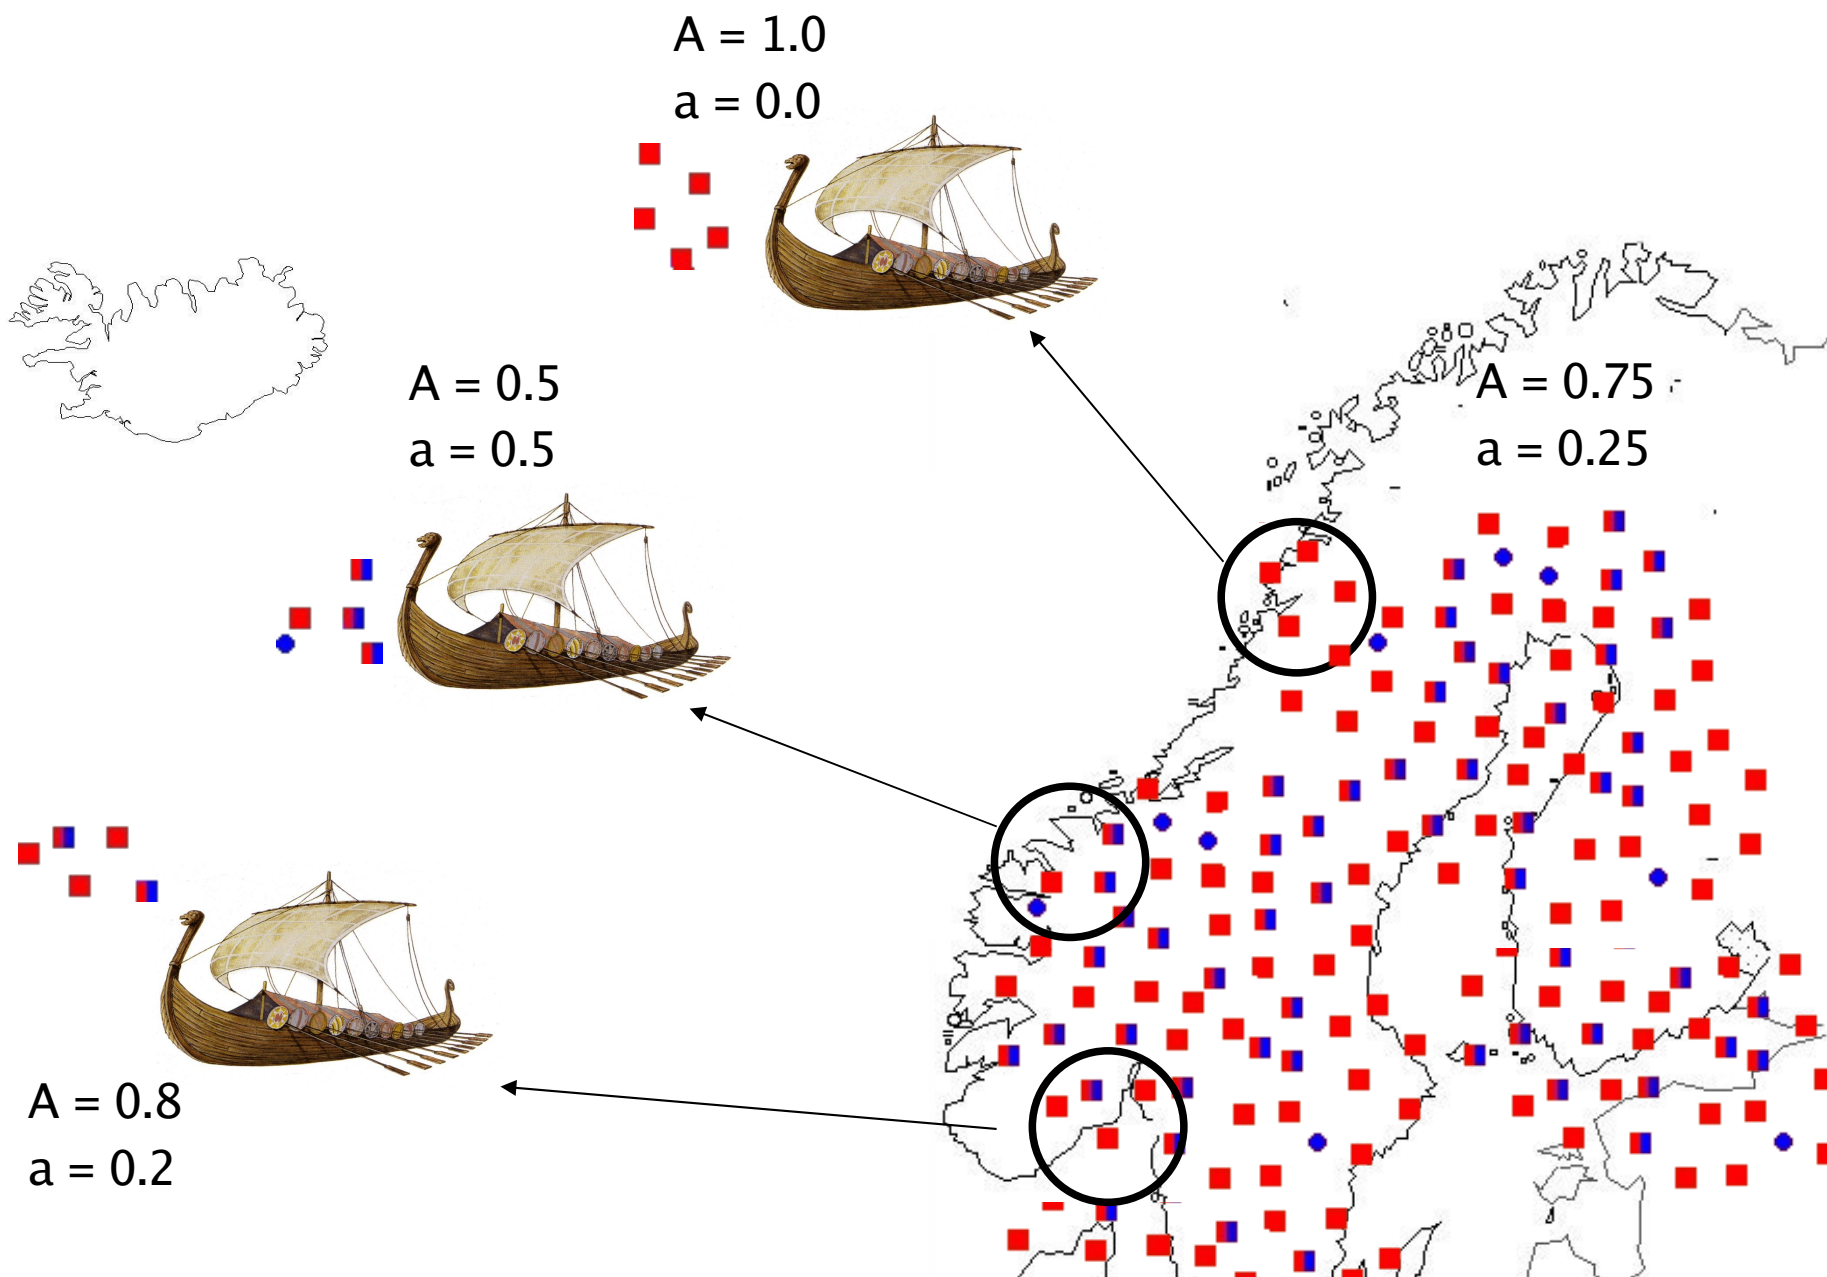 A = 1.0
a = 0.0
A = 0.5
a = 0.5
A = 0.75
a = 0.25
A = 0.8
a = 0.2